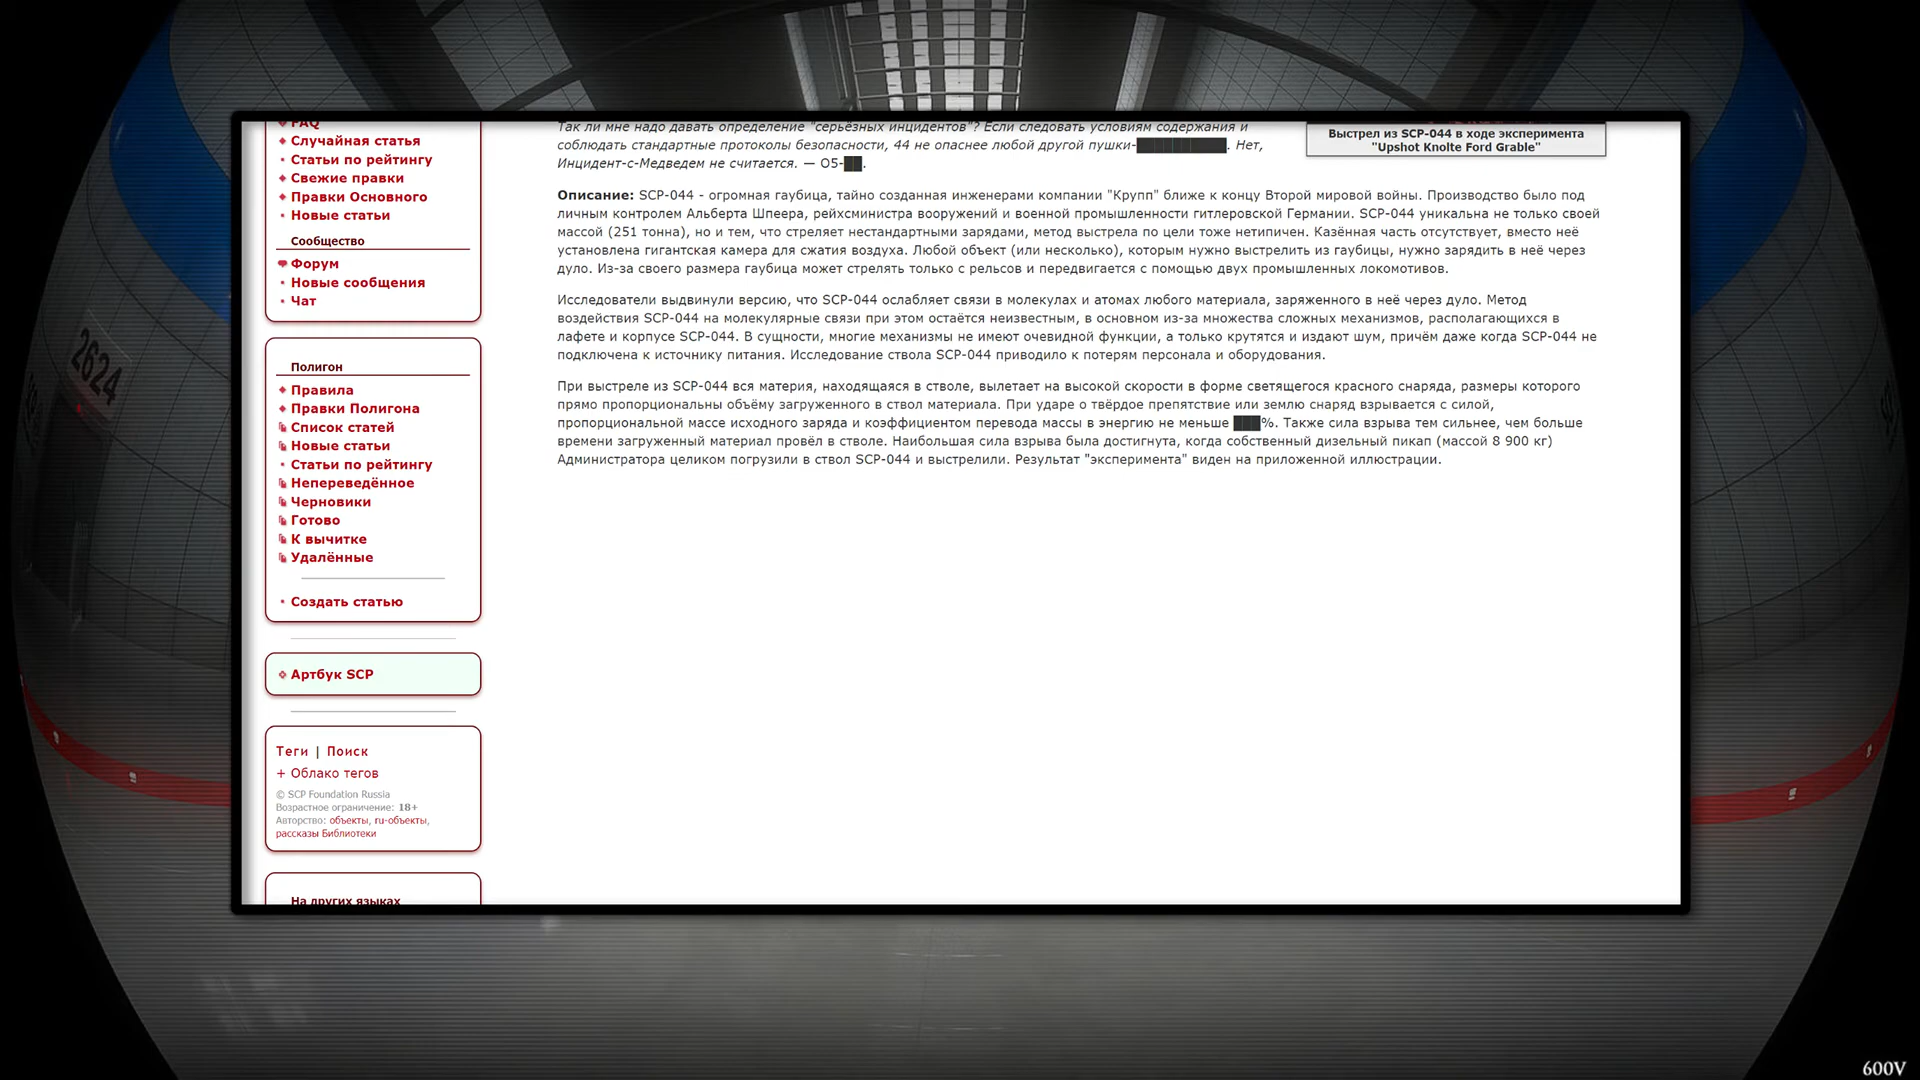 FAQ
Случайная статья
Статьи по рейтингу
Свежие правки
Правки Основного
Новые статьи
Сообщество
Форум
Новые сообщения
Чат
Полигон
Правила
Правки Полигона
Список статей
Новые статьи
Статьи по рейтингу
Непереведённое
Черновики
Готово
К вычитке
Удалённые
Создать статью
Артбук SCP
Теги | Поиск
+ Облако тегов
© SCP Foundation Russia
Возрастное ограничение: 18+
Авторство: объекты, ru-объекты,
рассказы Библиотеки
На других языках
Так ли мне надо давать определение "серьёзных инцидентов"? Если следовать условиям содержания и
соблюдать стандартные протоколы безопасности, 44 не опаснее любой другой пушки-██████████. Нет,
Инцидент-с-Медведем не считается. — О5-██.
Выстрел из SCP-044 в ходе эксперимента
"Upshot Knolte Ford Grable"
Описание: SCP-044 - огромная гаубица, тайно созданная инженерами компании "Крупп" ближе к концу Второй мировой войны. Производство было под
личным контролем Альберта Шпеера, рейхсминистра вооружений и военной промышленности гитлеровской Германии. SCP-044 уникальна не только своей
массой (251 тонна), но и тем, что стреляет нестандартными зарядами, метод выстрела по цели тоже нетипичен. Казённая часть отсутствует, вместо неё
установлена гигантская камера для сжатия воздуха. Любой объект (или несколько), которым нужно выстрелить из гаубицы, нужно зарядить в неё через
дуло. Из-за своего размера гаубица может стрелять только с рельсов и передвигается с помощью двух промышленных локомотивов.
Исследователи выдвинули версию, что SCP-044 ослабляет связи в молекулах и атомах любого материала, заряженного в неё через дуло. Метод
воздействия SCP-044 на молекулярные связи при этом остаётся неизвестным, в основном из-за множества сложных механизмов, располагающихся в
лафете и корпусе SCP-044. В сущности, многие механизмы не имеют очевидной функции, а только крутятся и издают шум, причём даже когда SCP-044 не
подключена к источнику питания. Исследование ствола SCP-044 приводило к потерям персонала и оборудования.
При выстреле из SCP-044 вся материя, находящаяся в стволе, вылетает на высокой скорости в форме светящегося красного снаряда, размеры которого
прямо пропорциональны объёму загруженного в ствол материала. При ударе о твёрдое препятствие или землю снаряд взрывается с силой,
пропорциональной массе исходного заряда и коэффициентом перевода массы в энергию не меньше ███%. Также сила взрыва тем сильнее, чем больше
времени загруженный материал провёл в стволе. Наибольшая сила взрыва была достигнута, когда собственный дизельный пикап (массой 8 900 кг)
Администратора целиком погрузили в ствол SCP-044 и выстрелили. Результат "эксперимента" виден на приложенной иллюстрации.
2624
600V